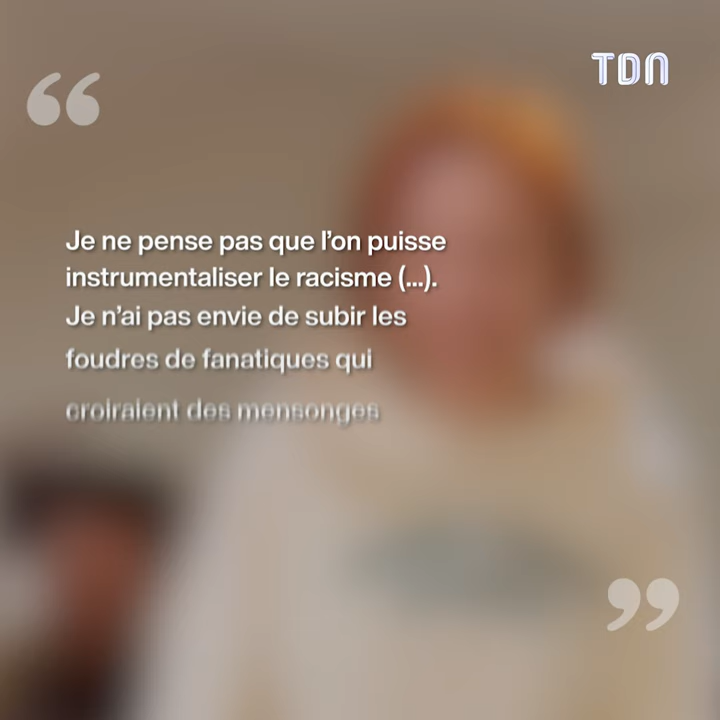 TDN
“
Je ne pense pas que l’on puisse
instrumentaliser le racisme (...).
Je n’ai pas envie de subir les
foudres de fanatiques qui
croiraient des mensonges
”